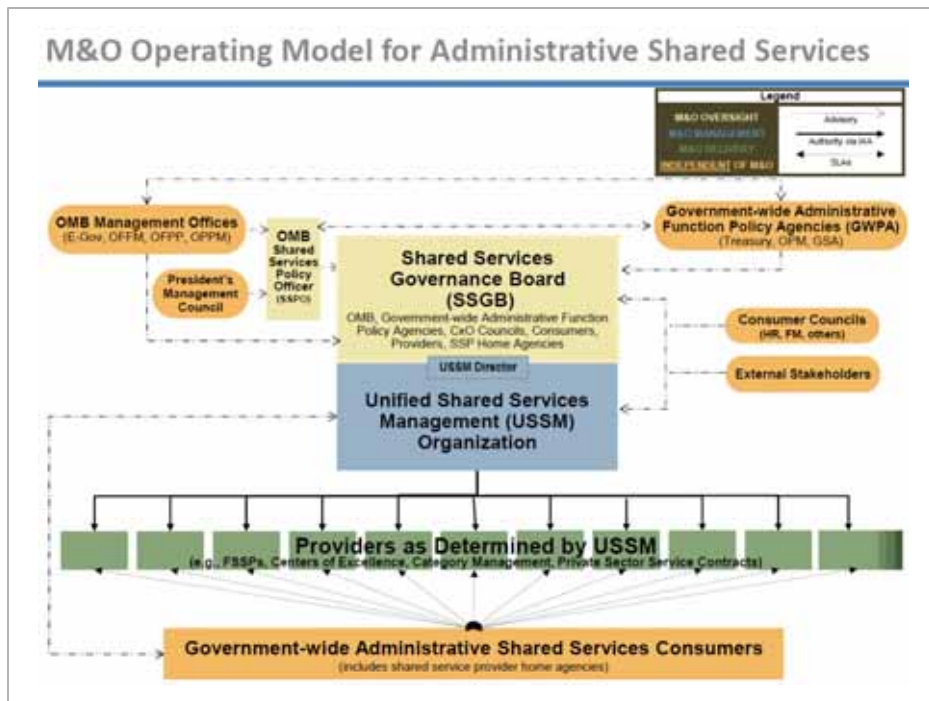 M&O Operating Model for Administrative Shared Services
Legend
M&O OVERSIGHT
M&O MANAGEMENT
M&O DELIVERY
INDEPENDENT OF M&O
Advisory
Authority via IAA
SLAs
OMB Management Offices
(E-Gov, OFFM, OFPP, OPPM)
President's
Management
Council
OMB
Shared
Services
Policy
Officer
(SSPO)
Government-wide Administrative
Function Policy Agencies (GWPA)
(Treasury, OPM, GSA)
Shared Services
Governance Board
(SSGB)
OMB, Government-wide Administrative Function
Policy Agencies, CxO Councils, Consumers,
Providers, SSP Home Agencies
Consumer Councils
(HR, FM, others)
External Stakeholders
USSM Director
Unified Shared Services
Management (USSM)
Organization
Providers as Determined by USSM
(e.g., FSSPs, Centers of Excellence, Category Management, Private Sector Service Contracts)
Government-wide Administrative Shared Services Consumers
(includes shared service provider home agencies)